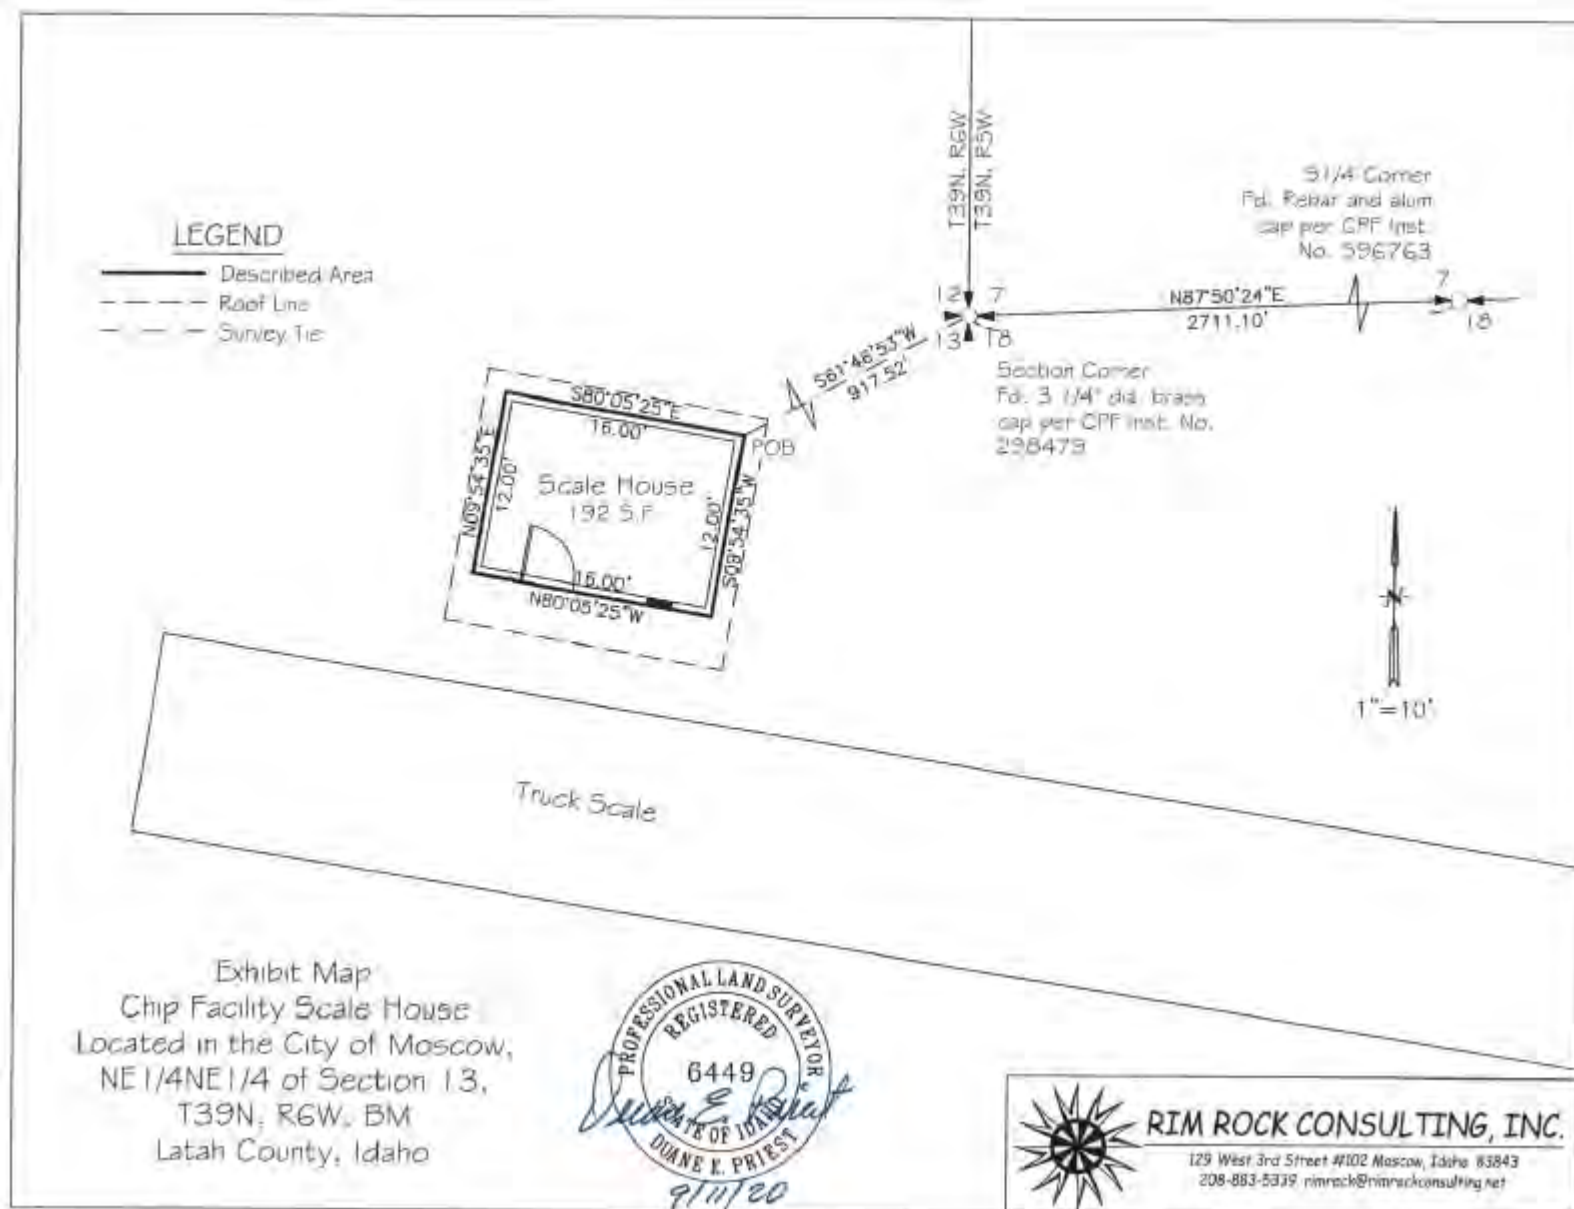 T39N, R6W
T39N, R5W
S1/4 Corner
Fd. Rebar and alum
cap per CPF Inst.
No. 596763
LEGEND
Described Area
Roof Line
Survey Tie
12 7
13 18
N87°50'24"E
2711.10'
7
18
S61°46'53"W
917.52'
Section Corner
Fd. 3 1/4" dia. brass
cap per CPF Inst. No.
298479
S80°05'25"E
16.00'
POB
N09°54'35"E
12.00'
Scale House
192 S.F.
12.00'
S09°54'35"W
16.00'
N80°05'25"W
N
1"=10'
Truck Scale
Exhibit Map
Chip Facility Scale House
Located in the City of Moscow,
NE1/4NE1/4 of Section 13,
T39N, R6W, BM
Latah County, Idaho
PROFESSIONAL LAND SURVEYOR
REGISTERED
6449
STATE OF IDAHO
DUANE E. PRIEST
Duane E. Priest
9/11/20
RIM ROCK CONSULTING, INC.
129 West 3rd Street #102 Moscow, Idaho 83843
208-883-5339 rimrock@rimrockconsulting.net